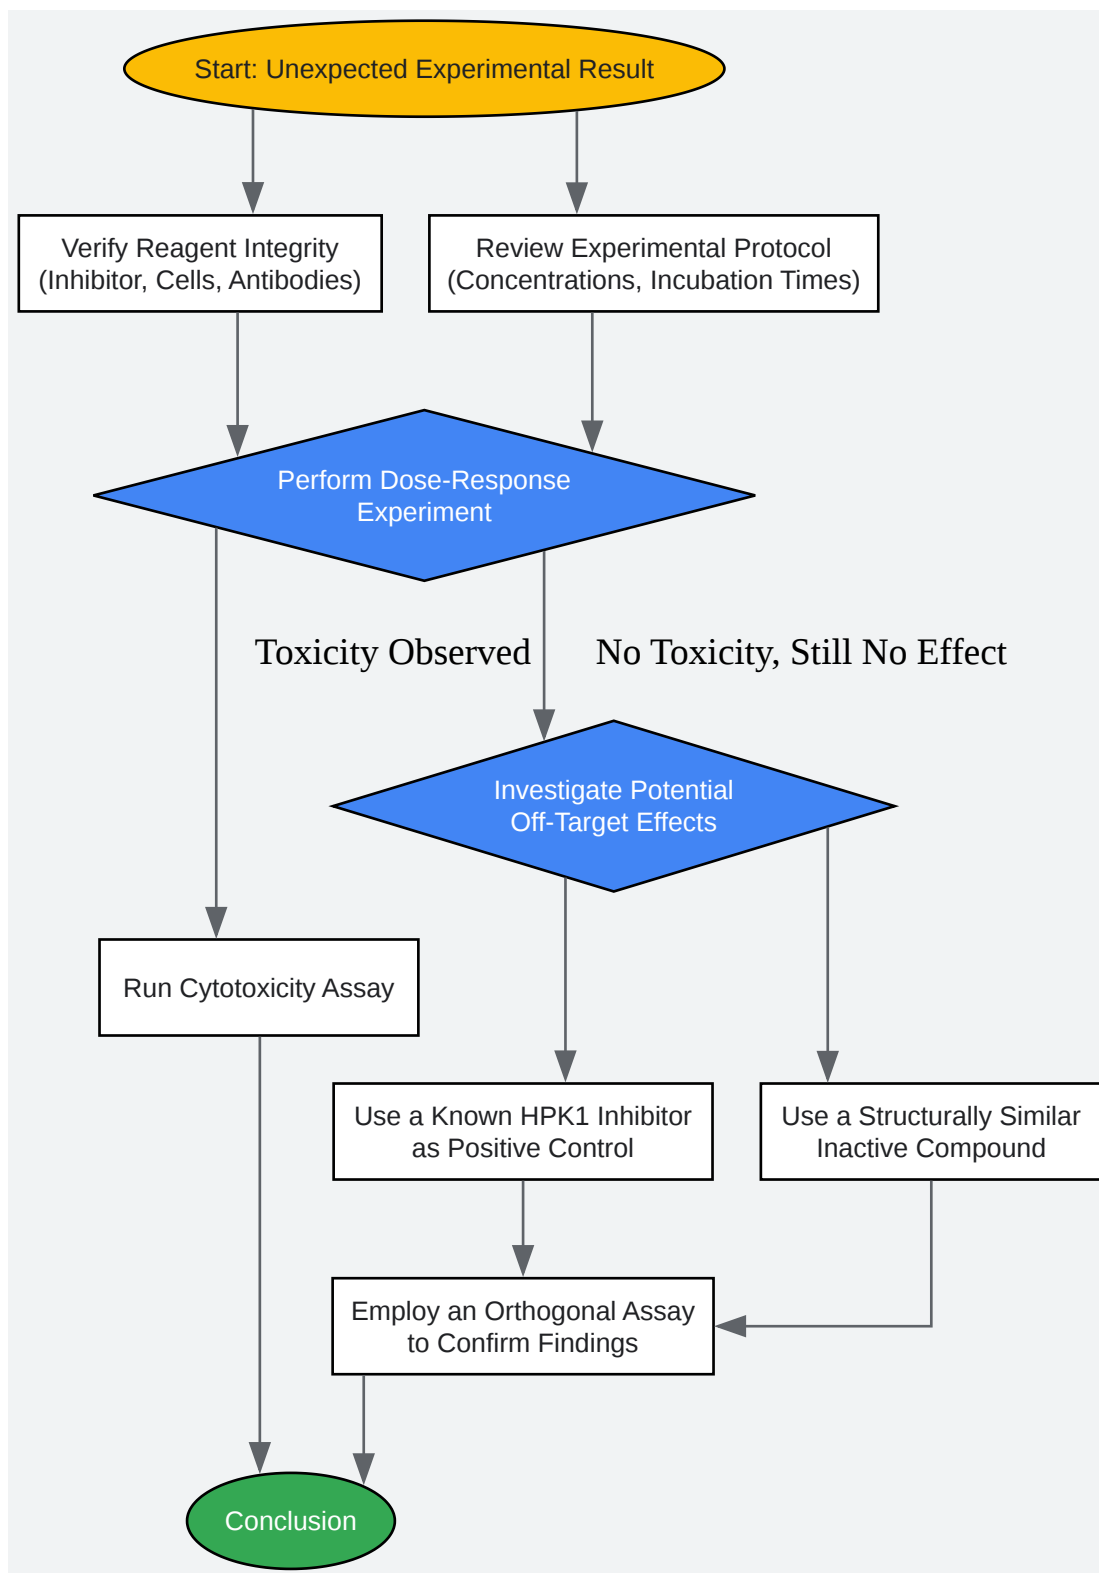 Start: Unexpected Experimental Result
Verify Reagent Integrity
(Inhibitor, Cells, Antibodies)
Review Experimental Protocol
(Concentrations, Incubation Times)
Perform Dose-Response
Experiment
Toxicity Observed
No Toxicity, Still No Effect
Investigate Potential
Off-Target Effects
Run Cytotoxicity Assay
Use a Known HPK1 Inhibitor
as Positive Control
Use a Structurally Similar
Inactive Compound
Employ an Orthogonal Assay
to Confirm Findings
Conclusion